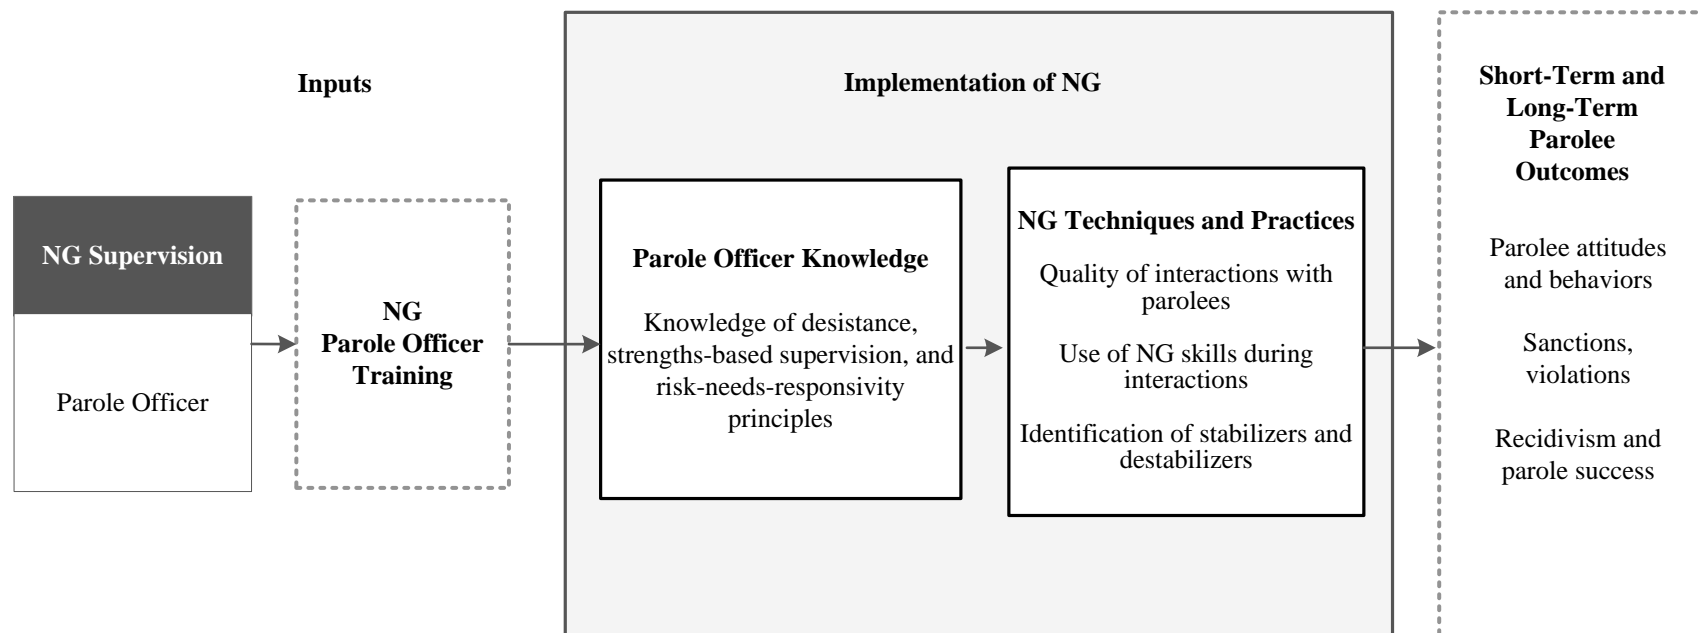 Inputs
Implementation of NG
Short-Term and
Long-Term
Parolee
Outcomes
NG Supervision
Parole Officer
NG
Parole Officer
Training
Parole Officer Knowledge
Knowledge of desistance,
strengths-based supervision, and
risk-needs-responsivity
principles
NG Techniques and Practices
Quality of interactions with
parolees
Use of NG skills during
interactions
Identification of stabilizers and
destabilizers
Parolee attitudes
and behaviors
Sanctions,
violations
Recidivism and
parole success